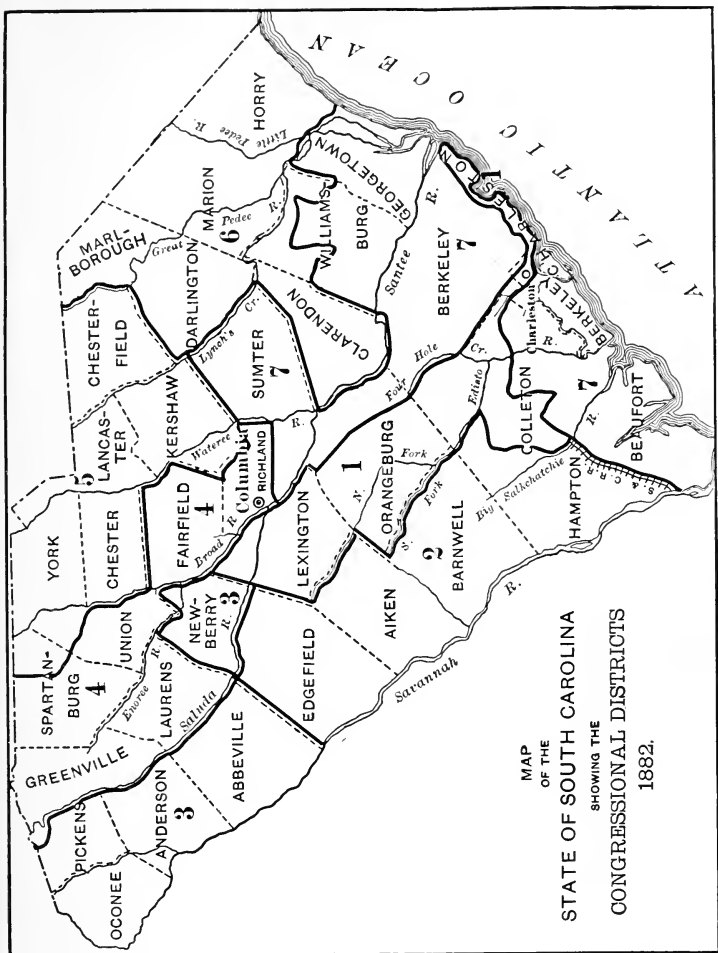 MAP
OF THE
STATE OF SOUTH CAROLINA
SHOWING THE
CONGRESSIONAL DISTRICTS
1882.
OCONEE
PICKENS
ANDERSON
3
GREENVILLE
SPARTAN-
BURG
4
UNION
Enoree R.
LAURENS
Saluda R.
NEW-
BERRY
3
ABBEVILLE
EDGEFIELD
YORK
CHESTER
5
LANCAS-
TER
CHESTER-
FIELD
KERSHAW
Wateree R.
FAIRFIELD
4
Broad R.
Columbia
RICHLAND
LEXINGTON
1
N. Fork
ORANGEBURG
S. Fork
AIKEN
2
BARNWELL
Savannah R.
MARL-
BOROUGH
Great Pedee R.
MARION
6
DARLINGTON
Lynch's Cr.
SUMTER
7
CLARENDON
WILLIAMS-
BURG
GEORGETOWN
HORRY
Little Pedee R.
Santee R.
BERKELEY
7
Four Hole Cr.
Edisto R.
COLLETON
7
Charleston
CHARLESTON
1
BERKELEY
Big Salkehatchie R.
HAMPTON
S. & C. R.R.
BEAUFORT
ATLANTIC OCEAN